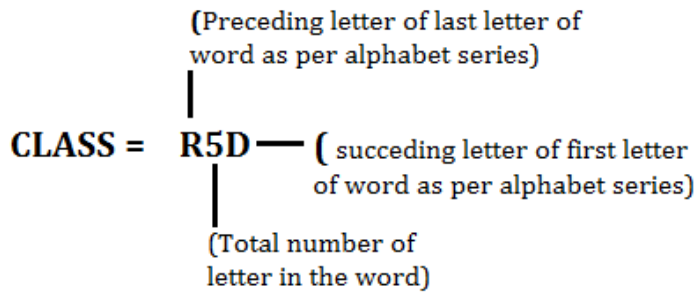 (Preceding letter of last letter of
word as per alphabet series)
CLASS = R5D ( succeding letter of first letter
of word as per alphabet series)
(Total number of
letter in the word)